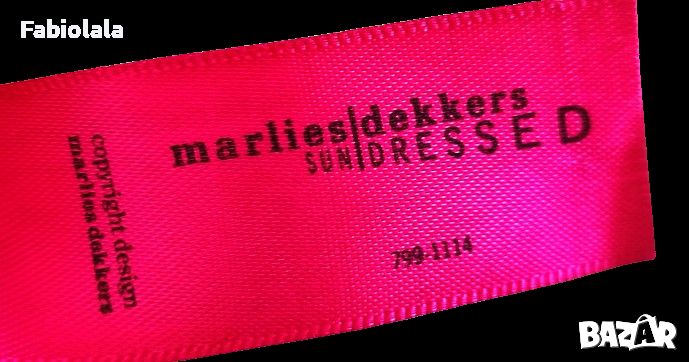 Fabiolala
marlies|dekkers
SUN|DRESSED
copyright design
marlies dekkers
799-1114
BAZAR